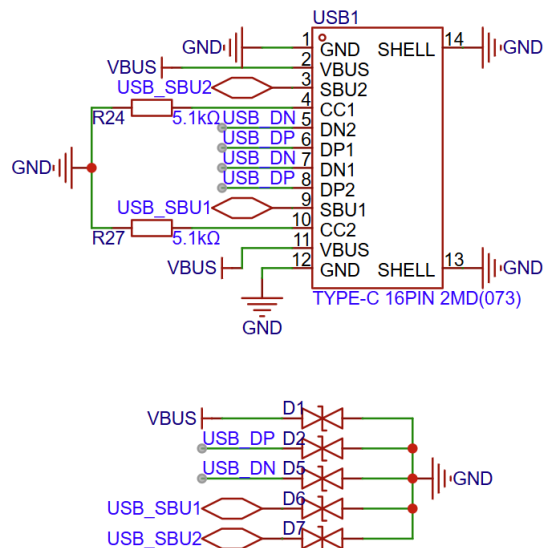 USB1
GND 1 GND SHELL 14 GND
VBUS 2 VBUS
USB_SBU2 3 SBU2
R24 5.1kΩ 4 CC1
USB_DN 5 DN2
USB_DP 6 DP1
GND USB_DN 7 DN1
USB_DP 8 DP2
USB_SBU1 9 SBU1
R27 5.1kΩ 10 CC2
VBUS 11 VBUS
12 GND SHELL 13 GND
GND
TYPE-C 16PIN 2MD(073)
VBUS D1
USB_DP D2
USB_DN D5 GND
USB_SBU1 D6
USB_SBU2 D7